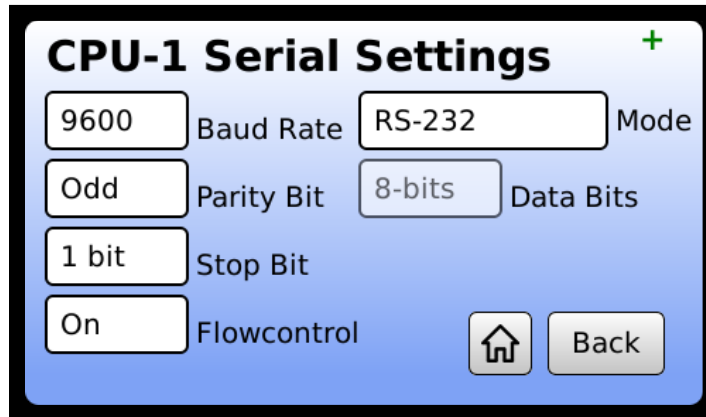 CPU-1 Serial Settings +
9600 Baud Rate RS-232 Mode
Odd Parity Bit 8-bits Data Bits
1 bit Stop Bit
On Flowcontrol
Back